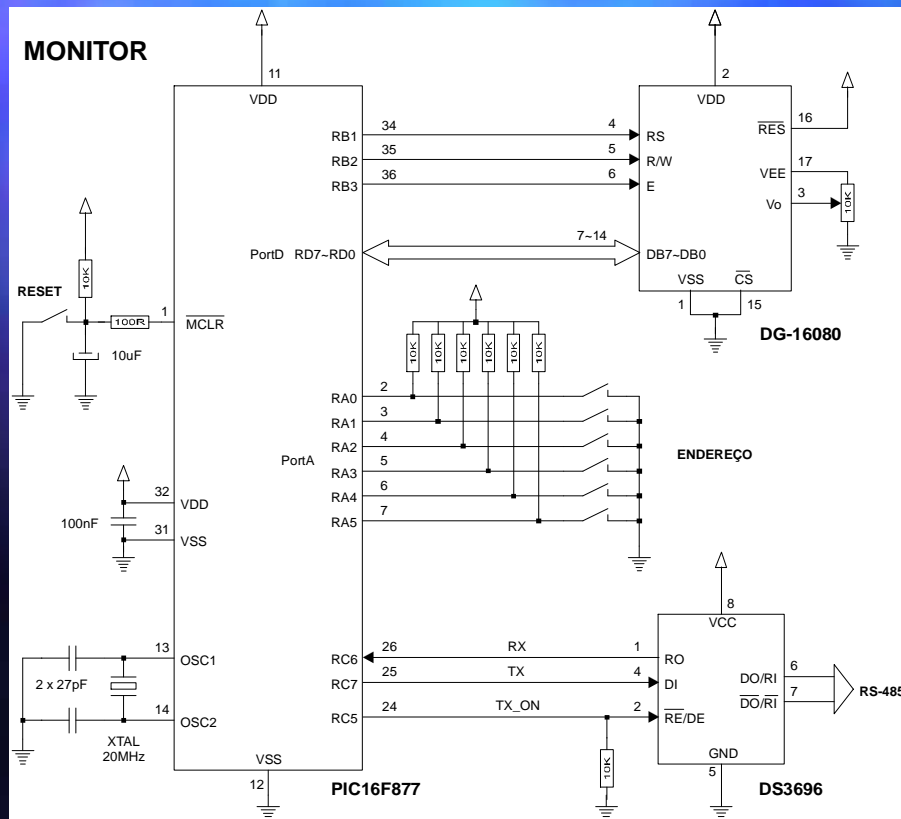 MONITOR
11
VDD
2
VDD
RB1 34 4 RS
RB2 35 5 R/W
RB3 36 6 E
RES 16
VEE 17
Vo 3
10K
PortD RD7~RD0 7~14 DB7~DB0
VSS CS
1 15
DG-16080
10K
RESET
1
100R
MCLR
10uF
10K 10K 10K 10K 10K 10K
RA0 2
RA1 3
RA2 4
PortA
RA3 5
RA4 6
RA5 7
ENDEREÇO
32
VDD
100nF
31
VSS
8
VCC
13
OSC1
2 x 27pF
14
OSC2
XTAL
20MHz
RC6 26 RX 1 RO
RC7 25 TX 4 DI
RC5 24 TX_ON 2 RE/DE
DO/RI 6
DO/RI 7
RS-485
10K
VSS
12
PIC16F877
GND
5
DS3696